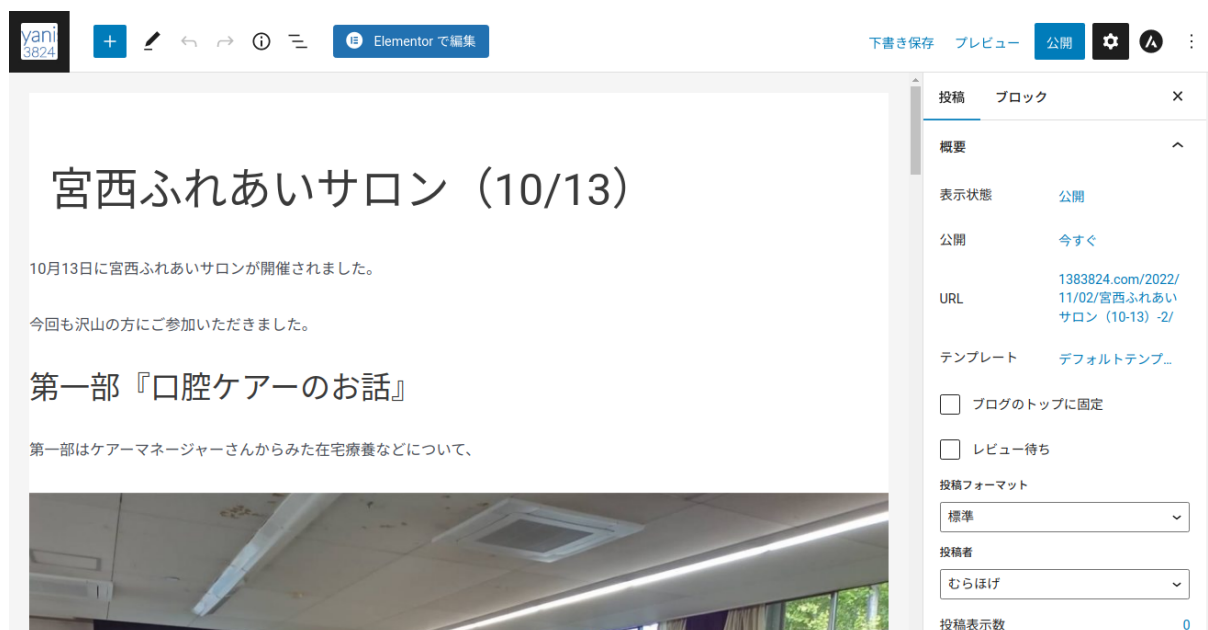 yani
3824
Elementor で編集
下書き保存
プレビュー
公開
投稿
ブロック
概要
宮西ふれあいサロン（10/13）
表示状態
公開
公開
今すぐ
10月13日に宮西ふれあいサロンが開催されました。
URL
1383824.com/2022/
11/02/宮西ふれあい
サロン（10-13）-2/
今回も沢山の方にご参加いただきました。
テンプレート
デフォルトテンプ…
第一部『口腔ケアーのお話』
ブログのトップに固定
第一部はケアーマネージャーさんからみた在宅療養などについて、
レビュー待ち
投稿フォーマット
標準
投稿者
むらほげ
投稿表示数
0